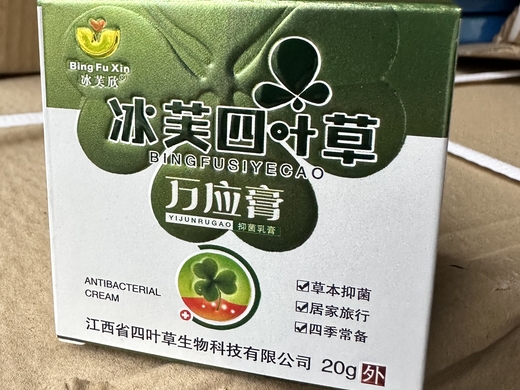 Bing Fu Xin
冰芙欣
冰芙四叶草
BINGFUSIYECAO
万应膏
YIJUNRUGAO 抑菌乳膏
ANTIBACTERIAL
CREAM
☑草本抑菌
☑居家旅行
☑四季常备
江西省四叶草生物科技有限公司 20g 外